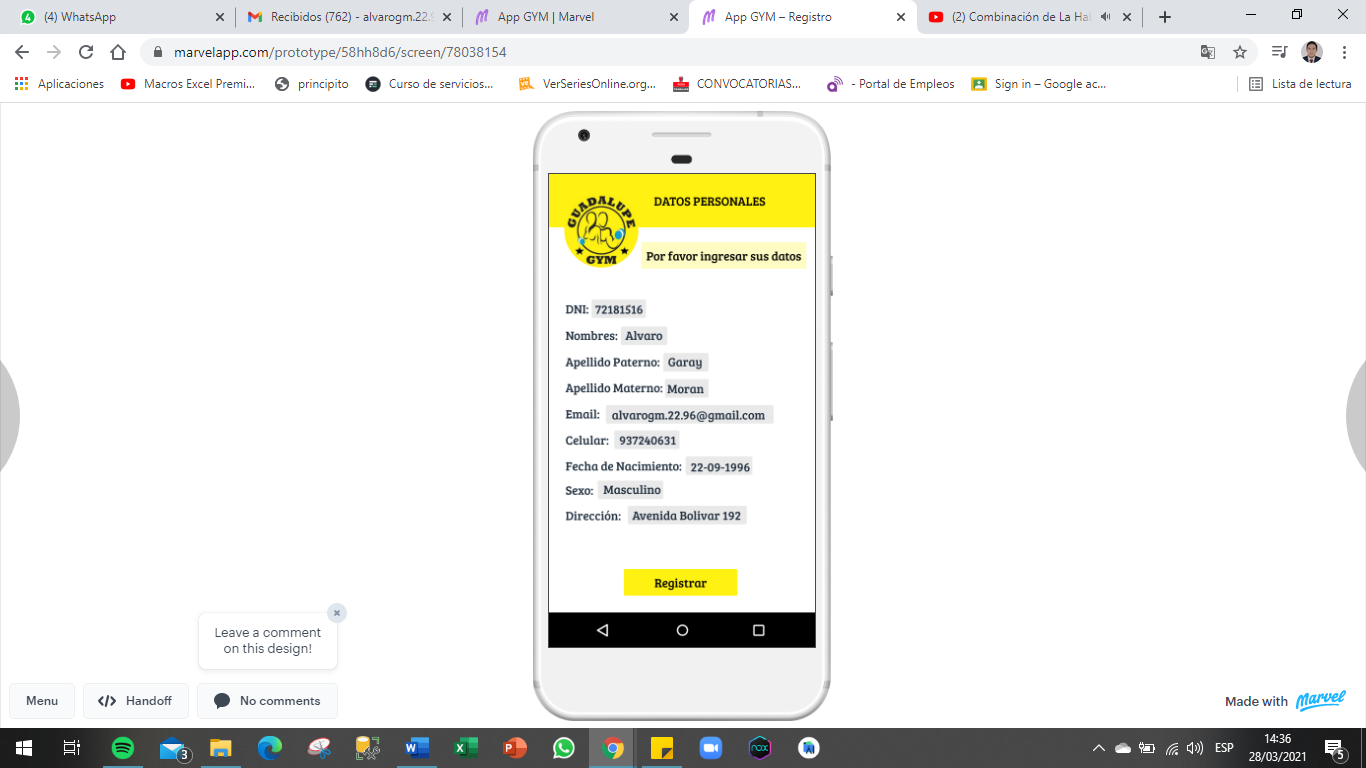 (4) WhatsApp
Recibidos (762) - alvarogm.22.9
App GYM | Marvel
App GYM – Registro
(2) Combinación de La Hab
marvelapp.com/prototype/58hh8d6/screen/78038154
Aplicaciones
Macros Excel Premi...
principito
Curso de servicios...
VerSeriesOnline.org...
CONVOCATORIAS...
- Portal de Empleos
Sign in – Google ac...
Lista de lectura
DATOS PERSONALES
GUADALUPE
GYM
Por favor ingresar sus datos
DNI: 72181516
Nombres: Alvaro
Apellido Paterno: Garay
Apellido Materno: Moran
Email: alvarogm.22.96@gmail.com
Celular: 937240631
Fecha de Nacimiento: 22-09-1996
Sexo: Masculino
Dirección: Avenida Bolivar 192
Registrar
Leave a comment
on this design!
Menu
Handoff
No comments
Made with Marvel
3
nox
ESP
14:36
28/03/2021
5